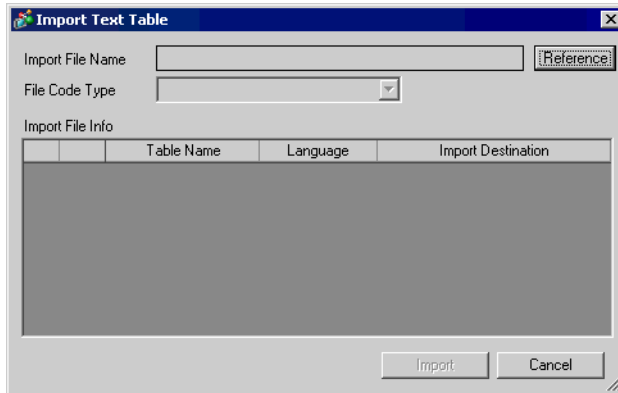 Import Text Table
Import File Name
Reference
File Code Type
Import File Info
Table Name Language Import Destination
Import Cancel